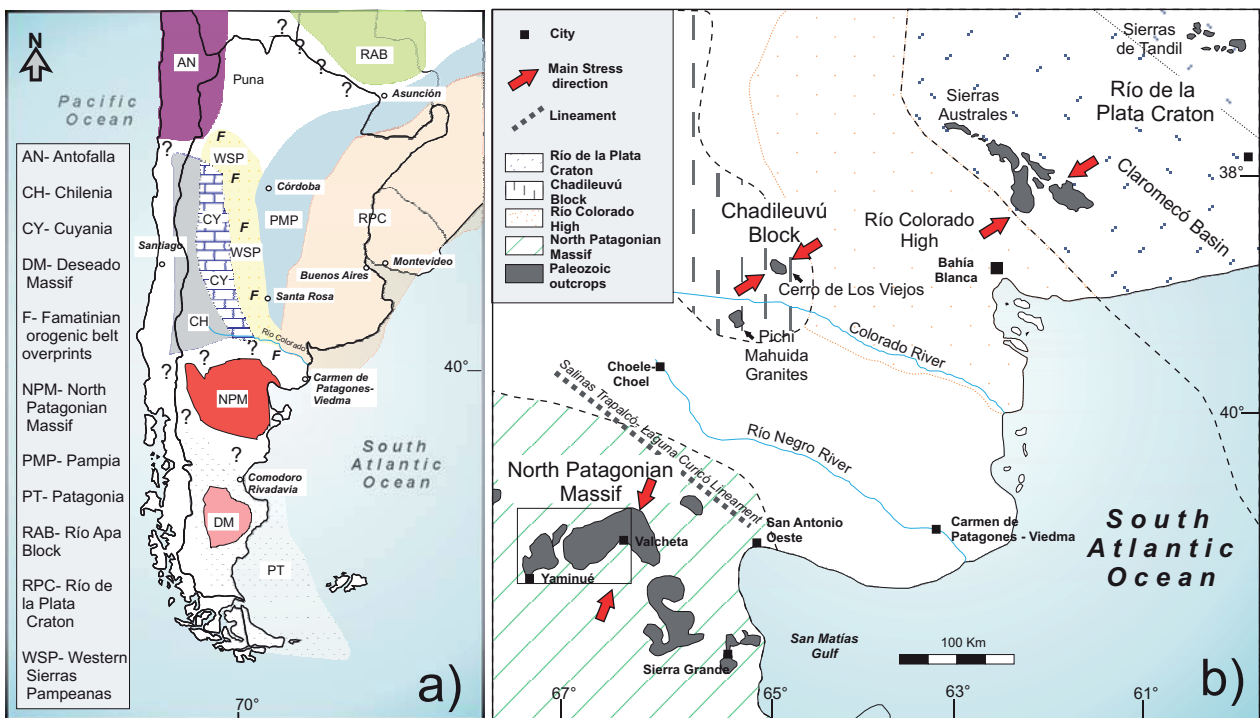 N
Pacific
Ocean
AN
Puna
RAB
?
?
?
Asunción
?
F
WSP
F
Córdoba
CY
PMP
F
RPC
WSP
Santiago
CY
Buenos Aires
Montevideo
F
Santa Rosa
CH
Río Colorado
?
?
F
?
40°
Carmen de
Patagones-
Viedma
NPM
?
?
South
Atlantic
Ocean
Comodoro
Rivadavia
DM
PT
70°
a)
AN- Antofalla
CH- Chilenia
CY- Cuyania
DM- Deseado
Massif
F- Famatinian
orogenic belt
overprints
NPM- North
Patagonian
Massif
PMP- Pampia
PT- Patagonia
RAB- Río Apa
Block
RPC- Río de
la Plata
Craton
WSP- Western
Sierras
Pampeanas
b)
City
Main Stress
direction
Lineament
Río de la Plata
Craton
Chadileuvú
Block
Río Colorado
High
North Patagonian
Massif
Paleozoic
outcrops
Sierras
de Tandil
Río de la
Plata Craton
Sierras
Australes
38°
Claromecó Basin
Río Colorado
High
Chadileuvú
Block
Bahía
Blanca
Cerro de Los Viejos
Pichi
Mahuida
Granites
Colorado River
Choele-
Choel
40°
Salinas Trapalcó- Laguna Curicó Lineament
Río Negro River
North Patagonian
Massif
San Antonio
Oeste
Carmen de
Patagones - Viedma
Valcheta
Yaminué
South
Atlantic
Ocean
San Matías
Gulf
100 Km
Sierra Grande
67°
65°
63°
61°
b)